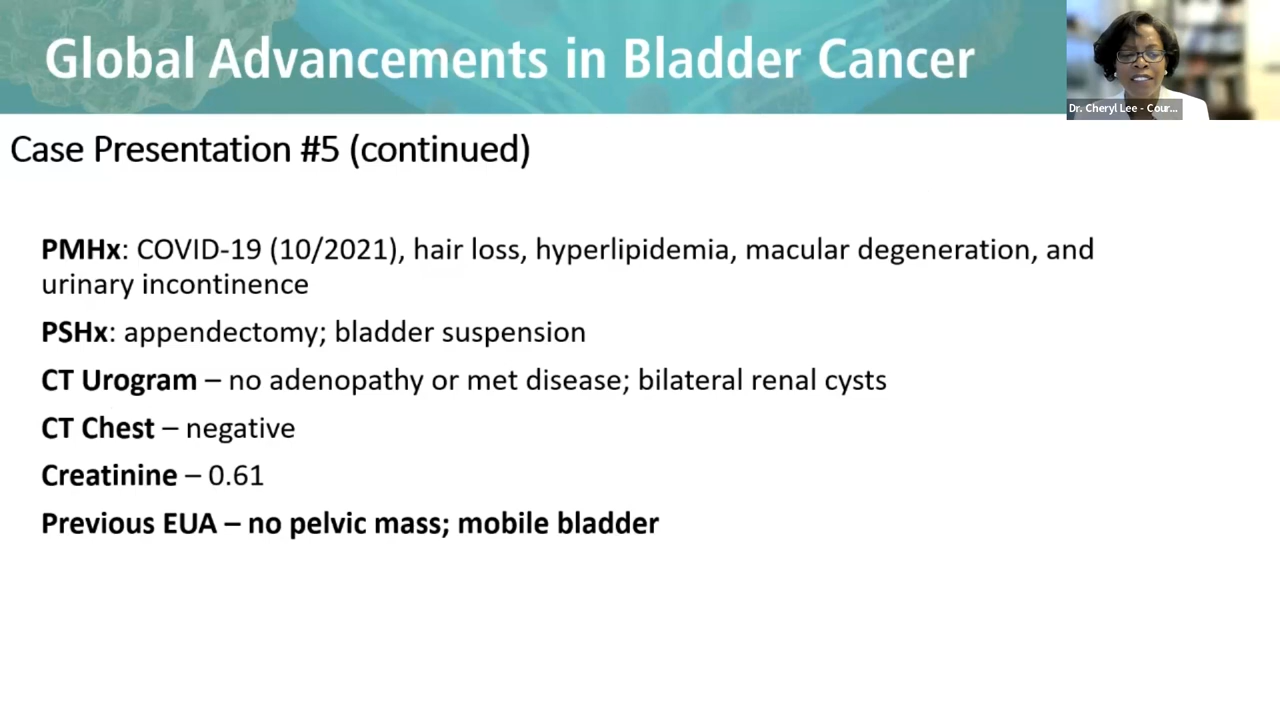 Global Advancements in Bladder Cancer
Dr. Cheryl Lee - Cour...
Case Presentation #5 (continued)
PMHx: COVID-19 (10/2021), hair loss, hyperlipidemia, macular degeneration, and
urinary incontinence
PSHx: appendectomy; bladder suspension
CT Urogram – no adenopathy or met disease; bilateral renal cysts
CT Chest – negative
Creatinine – 0.61
Previous EUA – no pelvic mass; mobile bladder